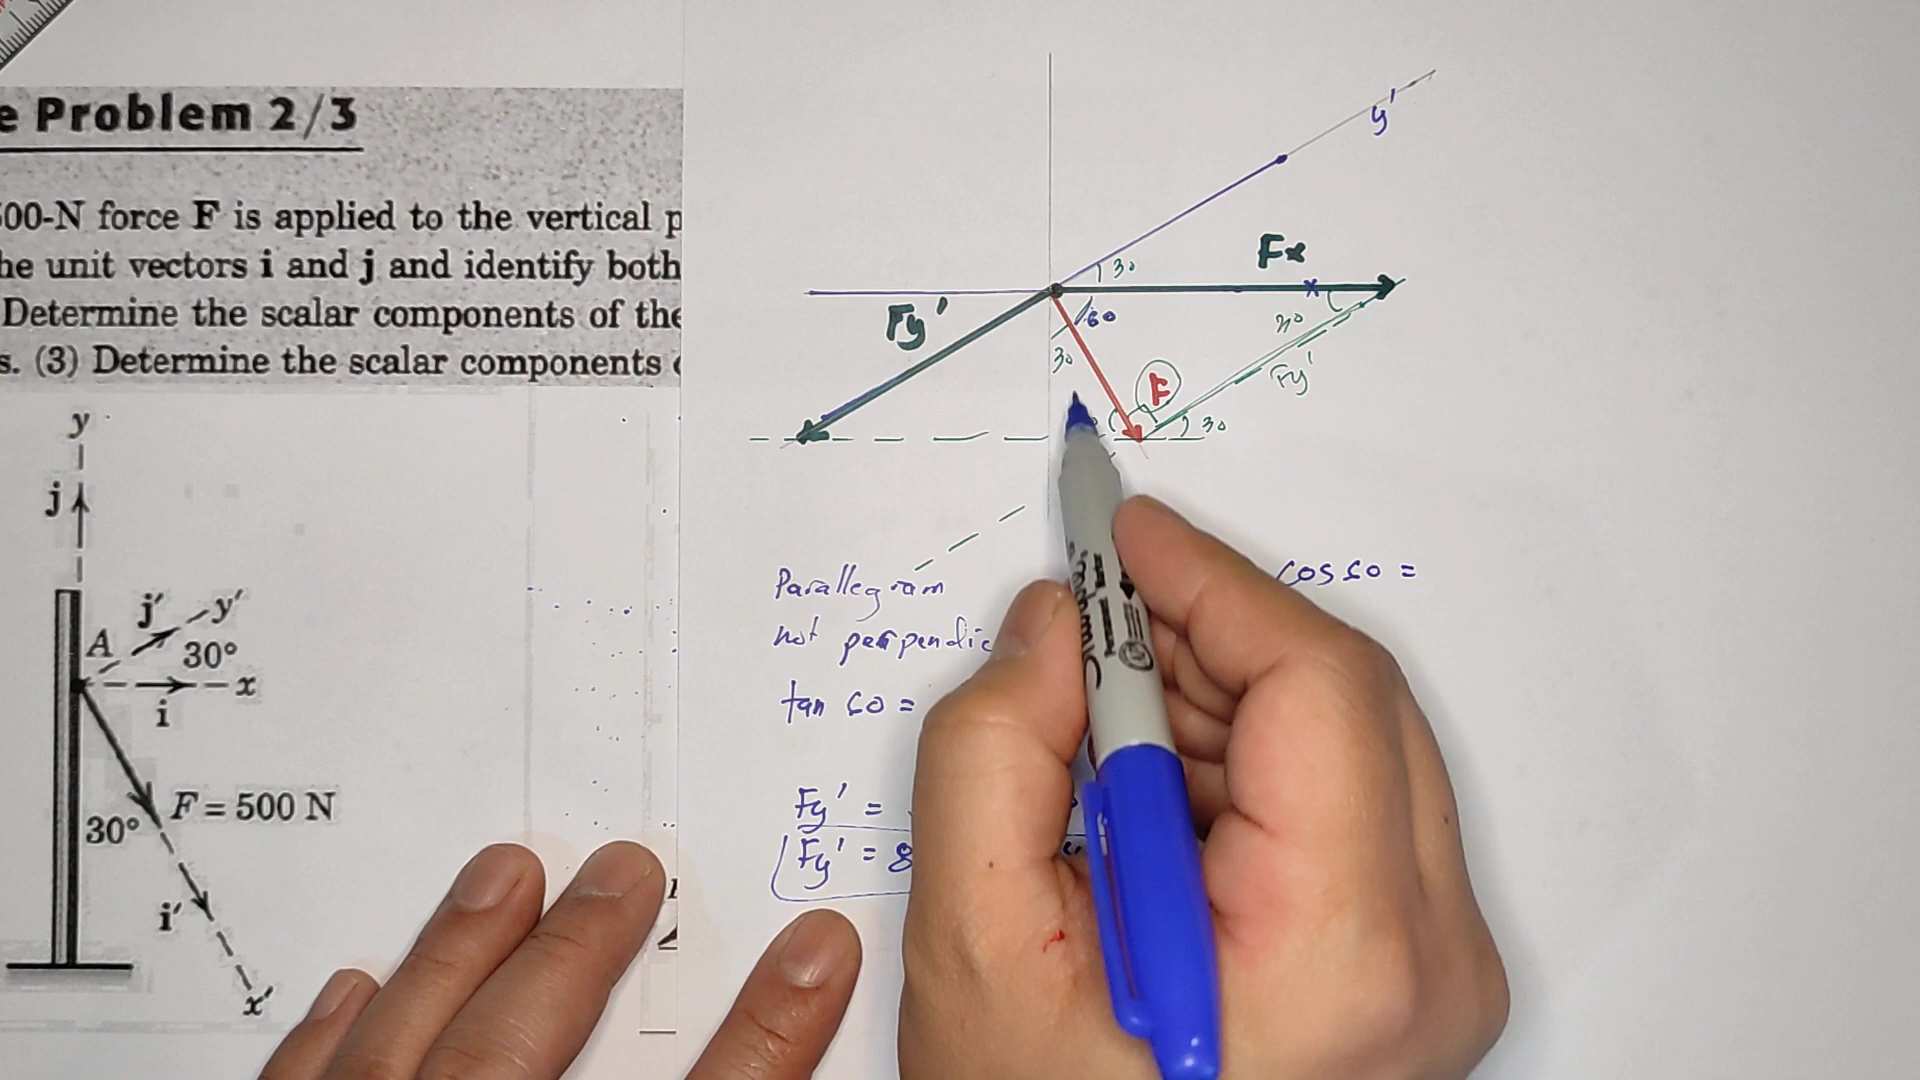 e Problem 2/3
500-N force F is applied to the vertical p
he unit vectors i and j and identify both
Determine the scalar components of the
s. (3) Determine the scalar components
y
j
j'
y'
A
30°
x
i
F = 500 N
30°
i'
x'
y'
Fx
30
x
Fy'
60
30
30
Fy'
F
30
Parallegram
not perpendic
cos 60 =
tan 60 =
Fy' =
Fy' = 8